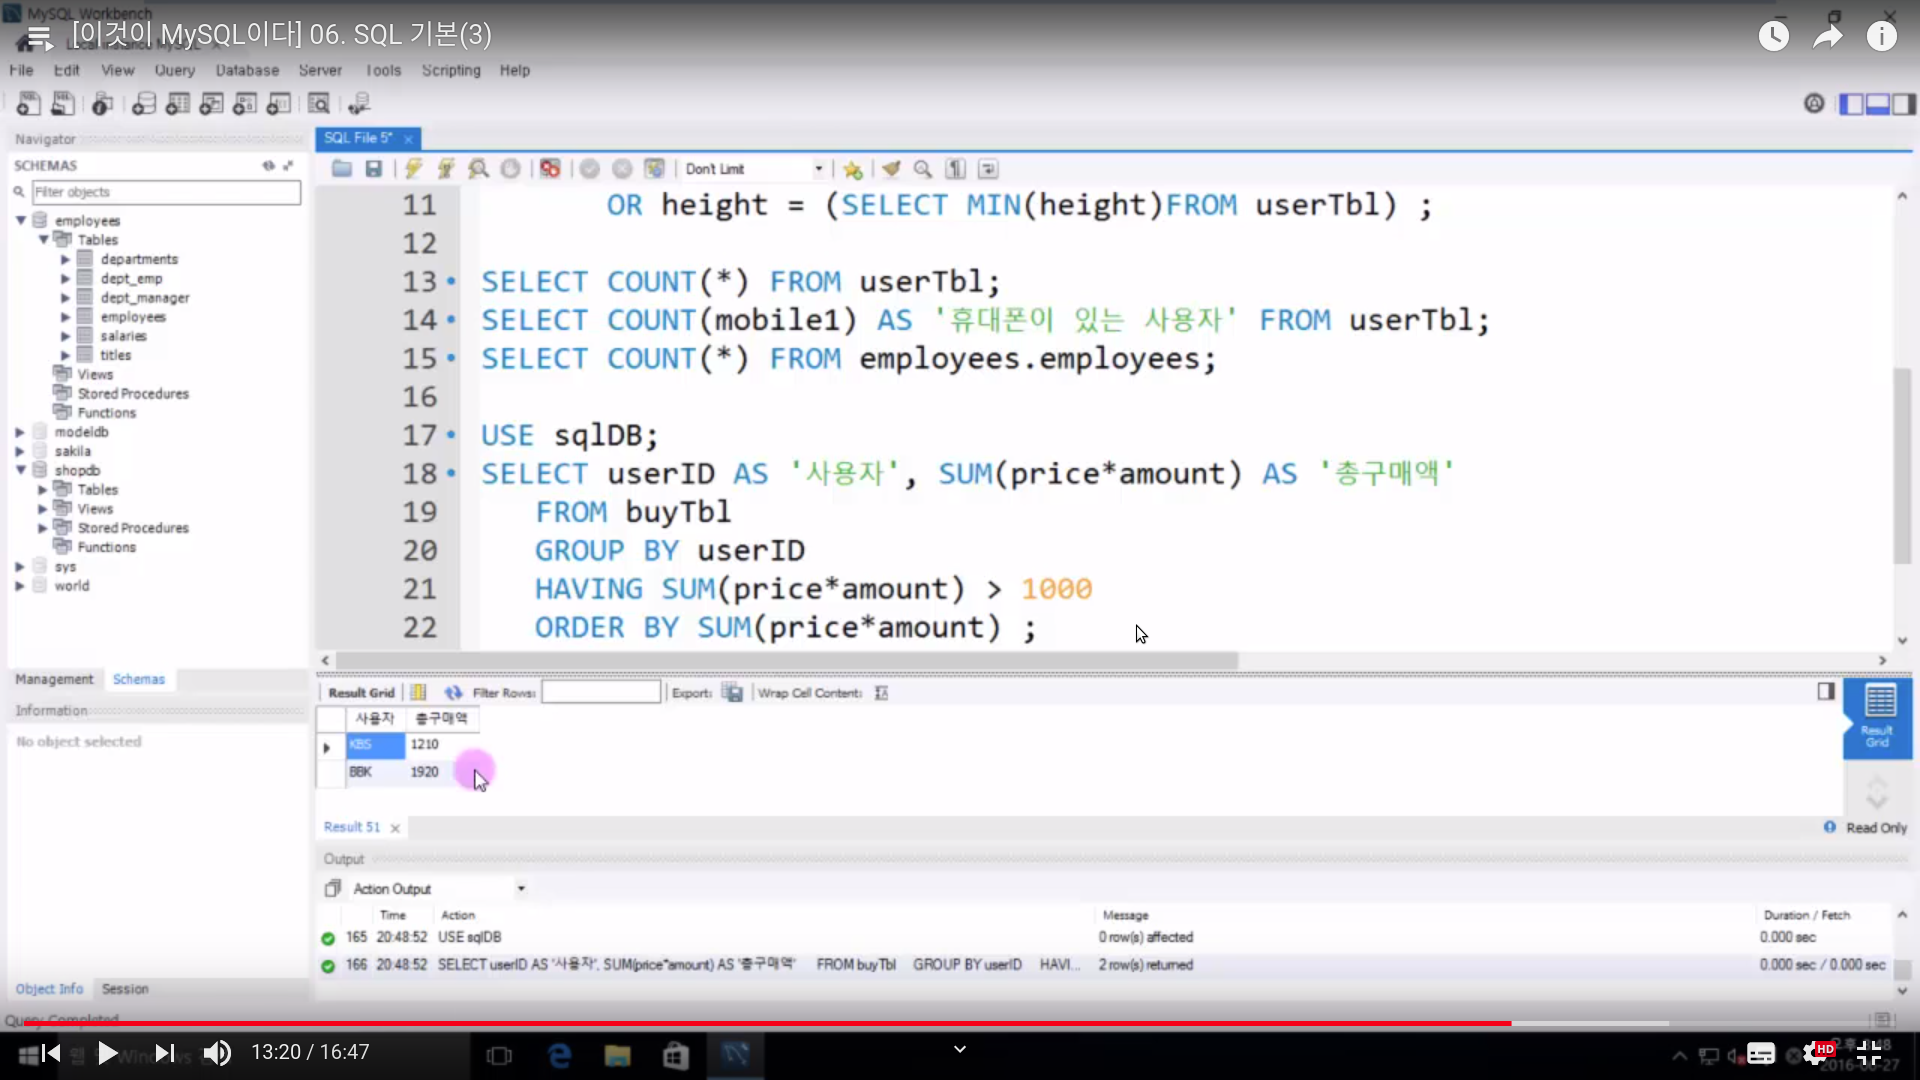 MySQL Workbench
[이것이 MySQL이다] 06. SQL 기본(3)
File Edit View Query Database Server Tools Scripting Help
Navigator
SQL File 5*
SCHEMAS
Don't Limit
Filter objects
employees
Tables
departments
dept_emp
dept_manager
employees
salaries
titles
Views
Stored Procedures
Functions
modeldb
sakila
shopdb
Tables
Views
Stored Procedures
Functions
sys
world
11 OR height = (SELECT MIN(height)FROM userTbl) ;
12
13 SELECT COUNT(*) FROM userTbl;
14 SELECT COUNT(mobile1) AS '휴대폰이 있는 사용자' FROM userTbl;
15 SELECT COUNT(*) FROM employees.employees;
16
17 USE sqlDB;
18 SELECT userID AS '사용자', SUM(price*amount) AS '총구매액'
19 FROM buyTbl
20 GROUP BY userID
21 HAVING SUM(price*amount) > 1000
22 ORDER BY SUM(price*amount) ;
Management Schemas
Information
No object selected
Result Grid Filter Rows: Export: Wrap Cell Content:
사용자 총구매액
KBS 1210
BBK 1920
Result Grid
Result 51
Read Only
Output
Action Output
Time Action Message Duration / Fetch
165 20:48:52 USE sqlDB 0 row(s) affected 0.000 sec
166 20:48:52 SELECT userID AS '사용자', SUM(price*amount) AS '총구매액' FROM buyTbl GROUP BY userID HAVI... 2 row(s) returned 0.000 sec / 0.000 sec
Object Info Session
Query Completed
13:20 / 16:47
HD